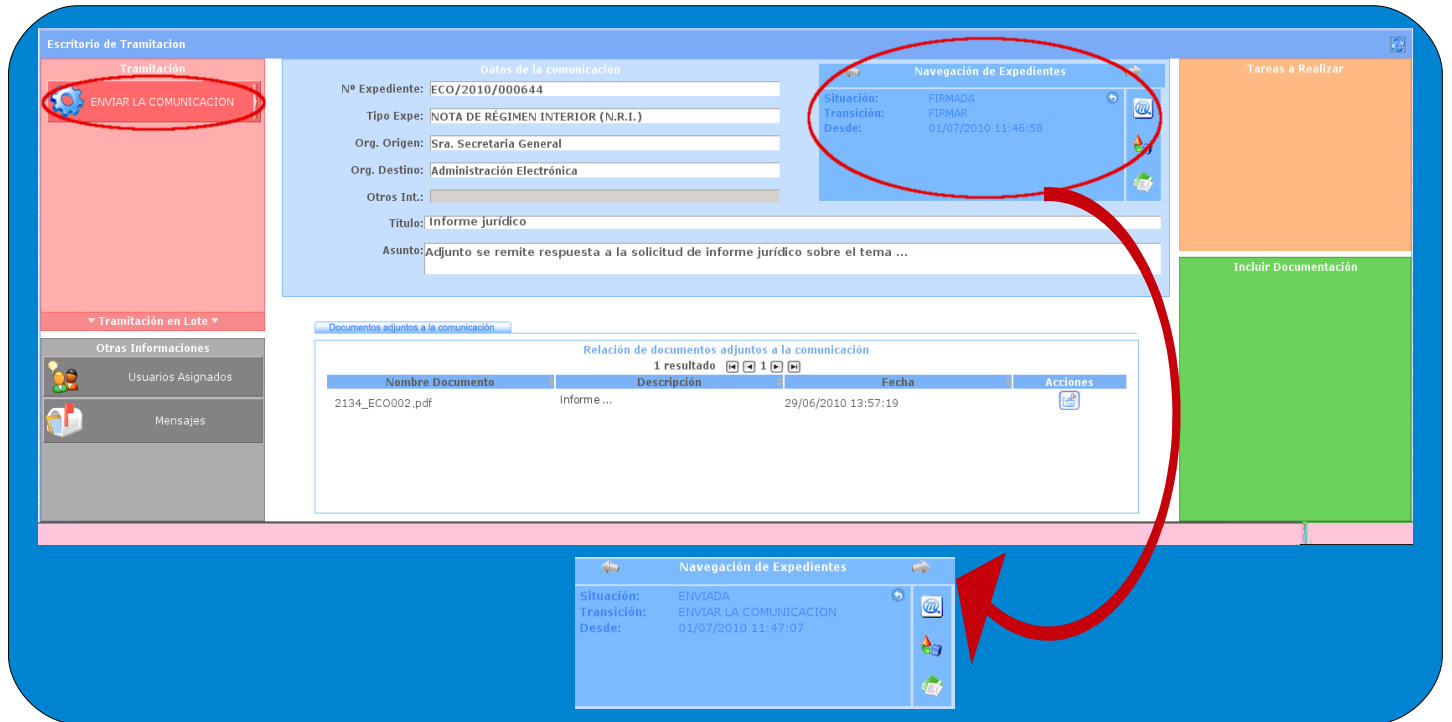 Escritorio de Tramitacion
Tramitación
ENVIAR LA COMUNICACION
▼ Tramitación en Lote ▼
Otras Informaciones
Usuarios Asignados
Mensajes
Datos de la comunicación
Nº Expediente: ECO/2010/000644
Tipo Expe: NOTA DE RÉGIMEN INTERIOR (N.R.I.)
Org. Origen: Sra. Secretaria General
Org. Destino: Administración Electrónica
Otros Int.:
Título: Informe jurídico
Asunto: Adjunto se remite respuesta a la solicitud de informe jurídico sobre el tema ...
Navegación de Expedientes
Situación: FIRMADA
Transición: FIRMAR
Desde: 01/07/2010 11:46:58
Documentos adjuntos a la comunicación
Relación de documentos adjuntos a la comunicación
1 resultado 1
Nombre Documento Descripción Fecha Acciones
2134_ECO002.pdf Informe ... 29/06/2010 13:57:19
Tareas a Realizar
Incluir Documentación
Navegación de Expedientes
Situación: ENVIADA
Transición: ENVIAR LA COMUNICACION
Desde: 01/07/2010 11:47:07